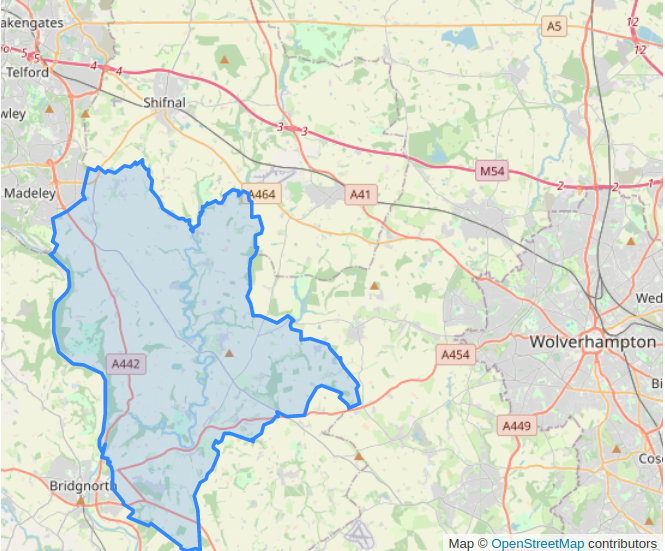 akengates
A5
12
12
5
5
4
4
Telford
Shifnal
wley
3
3
M54
2
2
1
Madeley
A464
A41
Wed
Wolverhampton
A442
A454
Bi
A449
Cos
Bridgnorth
Map © OpenStreetMap contributors